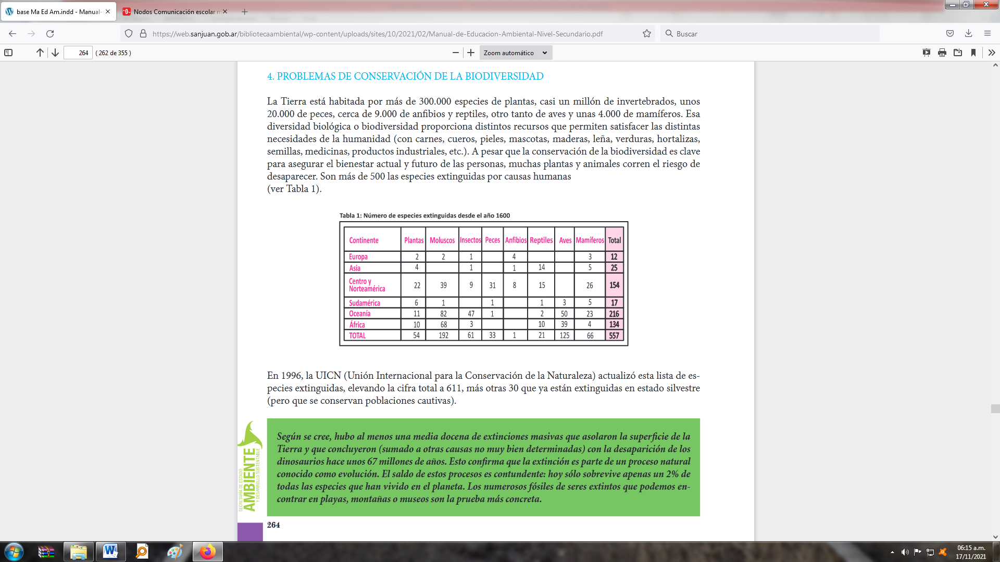 base Ma Ed Am.indd - Manual-
Nodos Comunicación escolar m
https://web.sanjuan.gob.ar/bibliotecaambiental/wp-content/uploads/sites/10/2021/02/Manual-de-Educacion-Ambiental-Nivel-Secundario.pdf
Buscar
264 ( 262 de 355 )
Zoom automático
4. PROBLEMAS DE CONSERVACIÓN DE LA BIODIVERSIDAD
La Tierra está habitada por más de 300.000 especies de plantas, casi un millón de invertebrados, unos
20.000 de peces, cerca de 9.000 de anfibios y reptiles, otro tanto de aves y unas 4.000 de mamíferos. Esa
diversidad biológica o biodiversidad proporciona distintos recursos que permiten satisfacer las distintas
necesidades de la humanidad (con carnes, cueros, pieles, mascotas, maderas, leña, verduras, hortalizas,
semillas, medicinas, productos industriales, etc.). A pesar que la conservación de la biodiversidad es clave
para asegurar el bienestar actual y futuro de las personas, muchas plantas y animales corren el riesgo de
desaparecer. Son más de 500 las especies extinguidas por causas humanas
(ver Tabla 1).
Tabla 1: Número de especies extinguidas desde el año 1600
Continente Plantas Moluscos Insectos Peces Anfibios Reptiles Aves Mamíferos Total
Europa 2 2 1 4 3 12
Asia 4 1 1 14 5 25
Centro y
Norteamérica 22 39 9 31 8 15 26 154
Sudamérica 6 1 1 1 3 5 17
Oceanía 11 82 47 1 2 50 23 216
África 10 68 3 10 39 4 134
TOTAL 54 192 61 33 1 21 125 66 557
En 1996, la UICN (Unión Internacional para la Conservación de la Naturaleza) actualizó esta lista de es-
pecies extinguidas, elevando la cifra total a 611, más otras 30 que ya están extinguidas en estado silvestre
(pero que se conservan poblaciones cautivas).
Según se cree, hubo al menos una media docena de extinciones masivas que asolaron la superficie de la
Tierra y que concluyeron (sumado a otras causas no muy bien determinadas) con la desaparición de los
dinosaurios hace unos 67 millones de años. Esto confirma que la extinción es parte de un proceso natural
conocido como evolución. El saldo de estos procesos es contundente: hoy sólo sobrevive apenas un 2% de
todas las especies que han vivido en el planeta. Los numerosos fósiles de seres extintos que podemos en-
contrar en playas, montañas o museos son la prueba más concreta.
SECRETARÍA DE ESTADO
AMBIENTE
Y DESARROLLO SUSTENTABLE
264
06:15 a.m.
17/11/2021